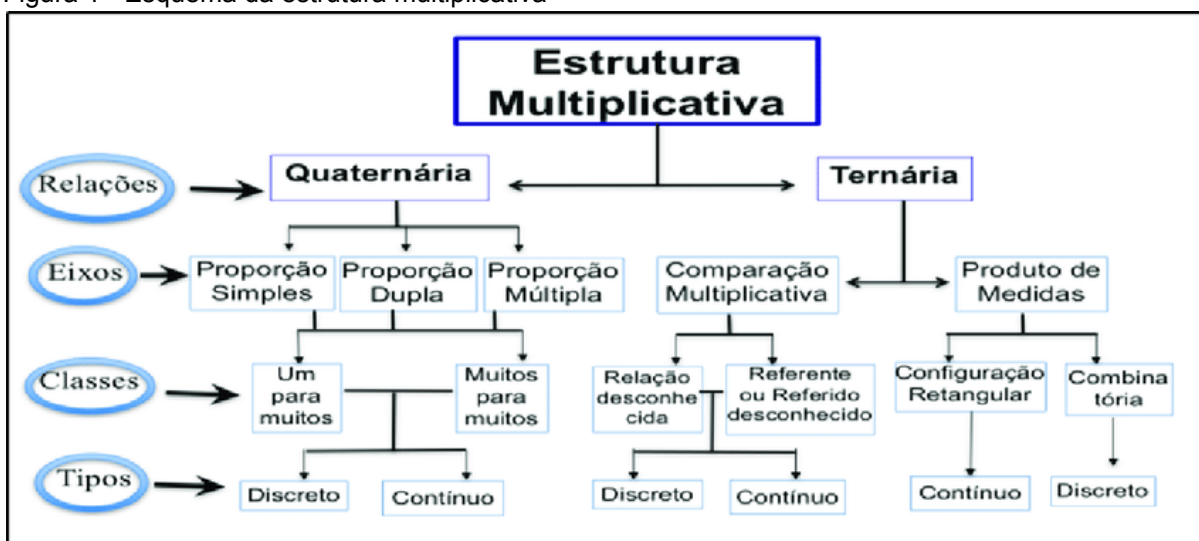 Estrutura
Multiplicativa
Relações
Quaternária
Ternária
Eixos
Proporção
Simples
Proporção
Dupla
Proporção
Múltipla
Comparação
Multiplicativa
Produto de
Medidas
Classes
Um
para
muitos
Muitos
para
muitos
Relação
desconhe
cida
Referente
ou Referido
desconhecido
Configuração
Retangular
Combina
tória
Tipos
Discreto
Contínuo
Discreto
Contínuo
Contínuo
Discreto